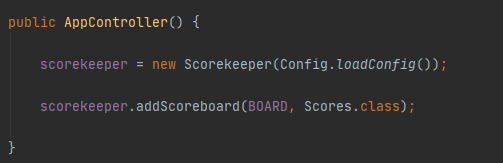 public AppController() {
scorekeeper = new Scorekeeper(Config.loadConfig());
scorekeeper.addScoreboard(BOARD, Scores.class);
}